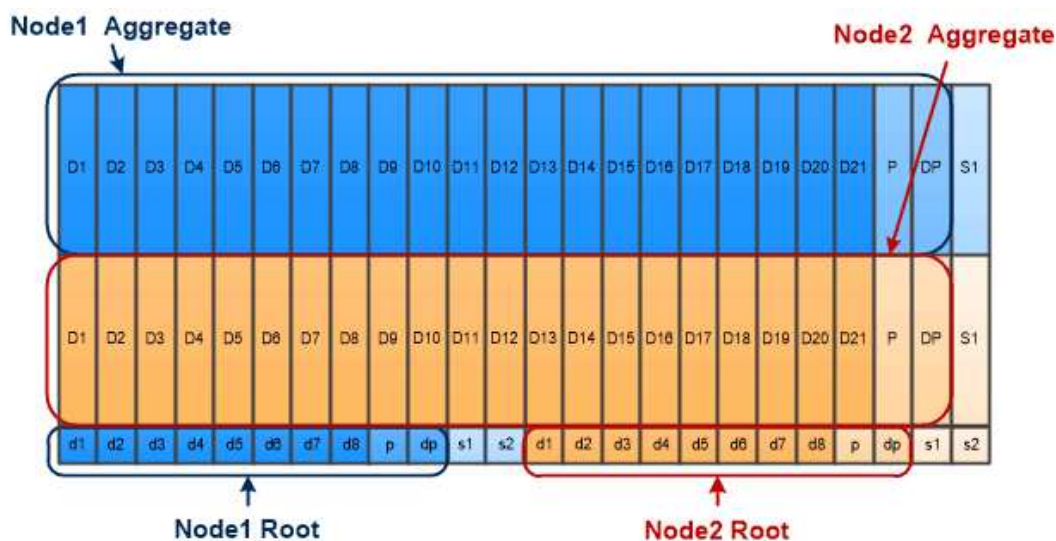 Node1 Aggregate
Node2 Aggregate
D1 D2 D3 D4 D5 D6 D7 D8 D9 D10 D11 D12 D13 D14 D15 D16 D17 D18 D19 D20 D21 P DP S1
D1 D2 D3 D4 D5 D6 D7 D8 D9 D10 D11 D12 D13 D14 D15 D16 D17 D18 D19 D20 D21 P DP S1
d1 d2 d3 d4 d5 d6 d7 d8 p dp s1 s2 d1 d2 d3 d4 d5 d6 d7 d8 p dp s1 s2
Node1 Root
Node2 Root